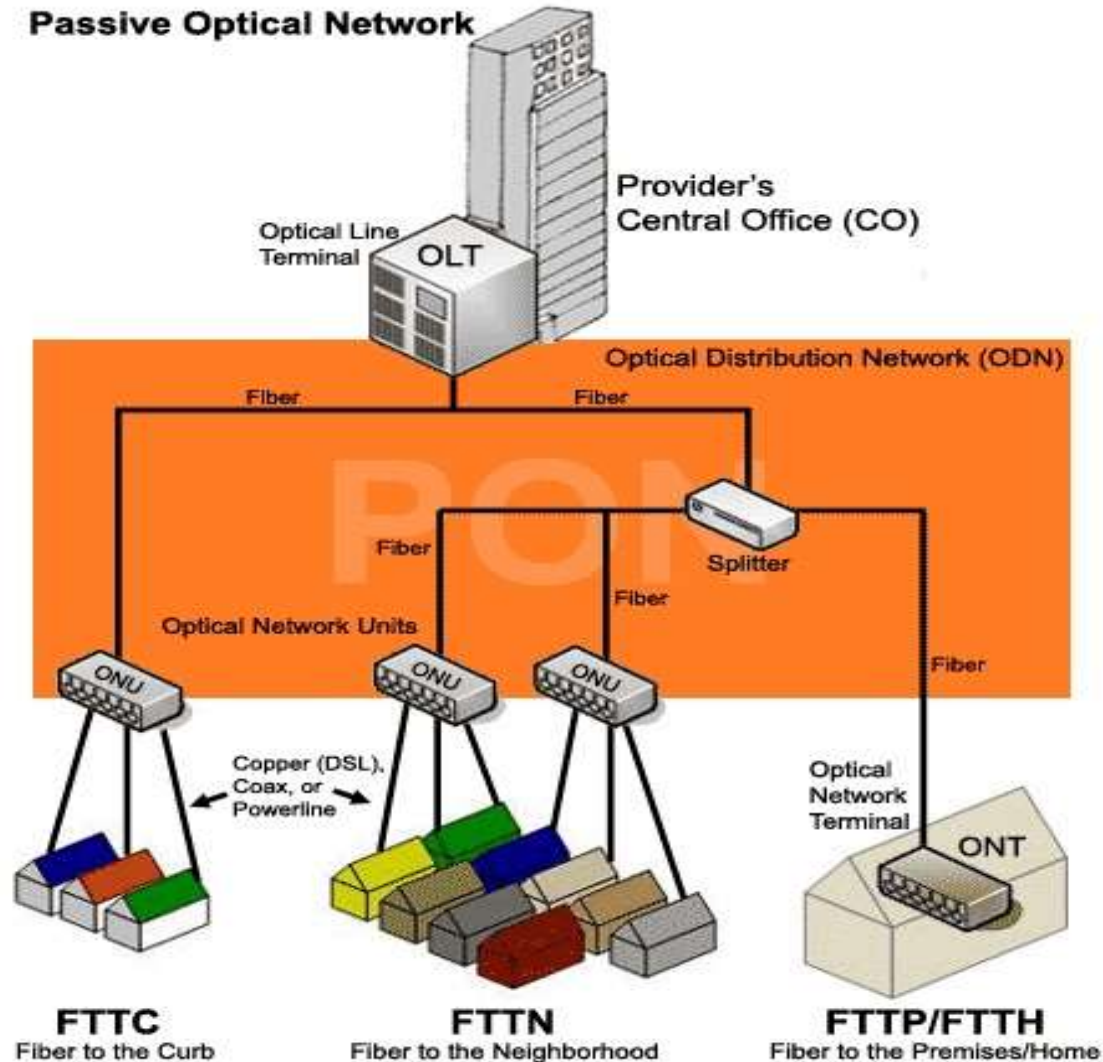 Passive Optical Network
Provider's
Central Office (CO)
Optical Line
Terminal
OLT
Optical Distribution Network (ODN)
Fiber
Fiber
PON
Splitter
Fiber
Fiber
Optical Network Units
Fiber
ONU
ONU
ONU
Copper (DSL),
Coax, or
Powerline
Optical
Network
Terminal
ONT
FTTC
Fiber to the Curb
FTTN
Fiber to the Neighborhood
FTTP/FTTH
Fiber to the Premises/Home